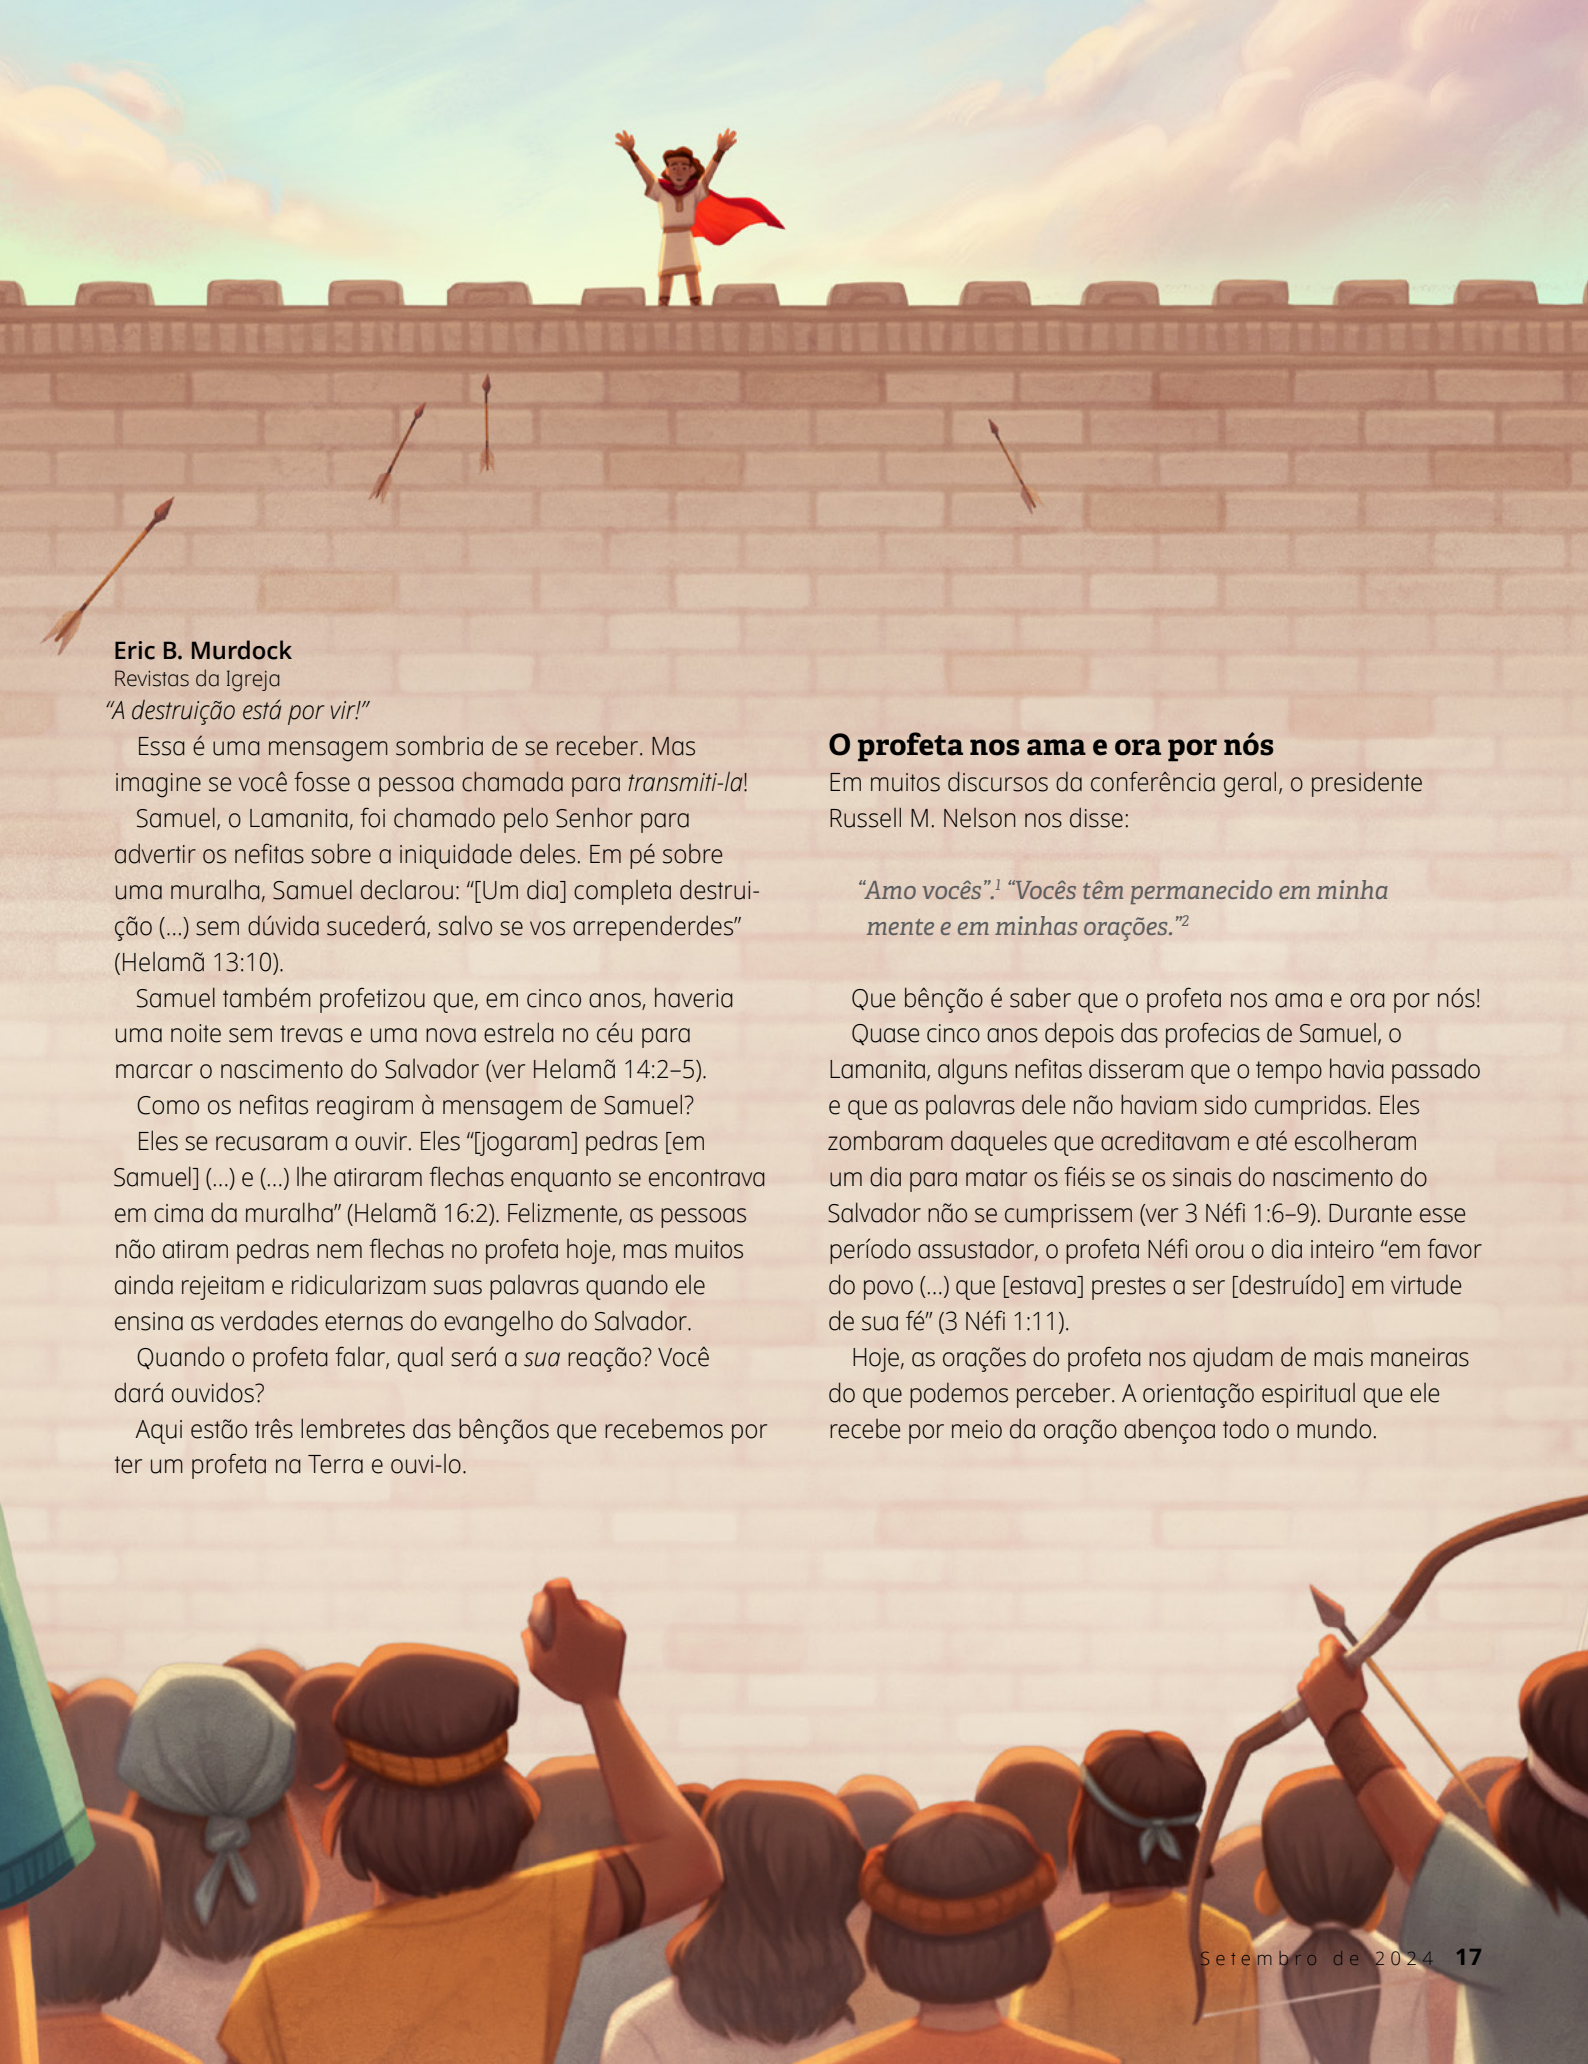 Eric B. Murdock
Revistas da Igreja
“A destruição está por vir!”
Essa é uma mensagem sombria de se receber. Mas
imagine se você fosse a pessoa chamada para transmiti-la!
Samuel, o Lamanita, foi chamado pelo Senhor para
advertir os nefitas sobre a iniquidade deles. Em pé sobre
uma muralha, Samuel declarou: “[Um dia] completa destrui-
ção (…) sem dúvida sucederá, salvo se vos arrependerdes”
(Helamã 13:10).
Samuel também profetizou que, em cinco anos, haveria
uma noite sem trevas e uma nova estrela no céu para
marcar o nascimento do Salvador (ver Helamã 14:2–5).
Como os nefitas reagiram à mensagem de Samuel?
Eles se recusaram a ouvir. Eles “[jogaram] pedras [em
Samuel] (…) e (…) lhe atiraram flechas enquanto se encontrava
em cima da muralha” (Helamã 16:2). Felizmente, as pessoas
não atiram pedras nem flechas no profeta hoje, mas muitos
ainda rejeitam e ridicularizam suas palavras quando ele
ensina as verdades eternas do evangelho do Salvador.
Quando o profeta falar, qual será a sua reação? Você
dará ouvidos?
Aqui estão três lembretes das bênçãos que recebemos por
ter um profeta na Terra e ouvi-lo.
O profeta nos ama e ora por nós
Em muitos discursos da conferência geral, o presidente
Russell M. Nelson nos disse:
“Amo vocês”.1 “Vocês têm permanecido em minha
mente e em minhas orações.”2
Que bênção é saber que o profeta nos ama e ora por nós!
Quase cinco anos depois das profecias de Samuel, o
Lamanita, alguns nefitas disseram que o tempo havia passado
e que as palavras dele não haviam sido cumpridas. Eles
zombaram daqueles que acreditavam e até escolheram
um dia para matar os fiéis se os sinais do nascimento do
Salvador não se cumprissem (ver 3 Néfi 1:6–9). Durante esse
período assustador, o profeta Néfi orou o dia inteiro “em favor
do povo (…) que [estava] prestes a ser [destruído] em virtude
de sua fé” (3 Néfi 1:11).
Hoje, as orações do profeta nos ajudam de mais maneiras
do que podemos perceber. A orientação espiritual que ele
recebe por meio da oração abençoa todo o mundo.
Setembro de 2024 17